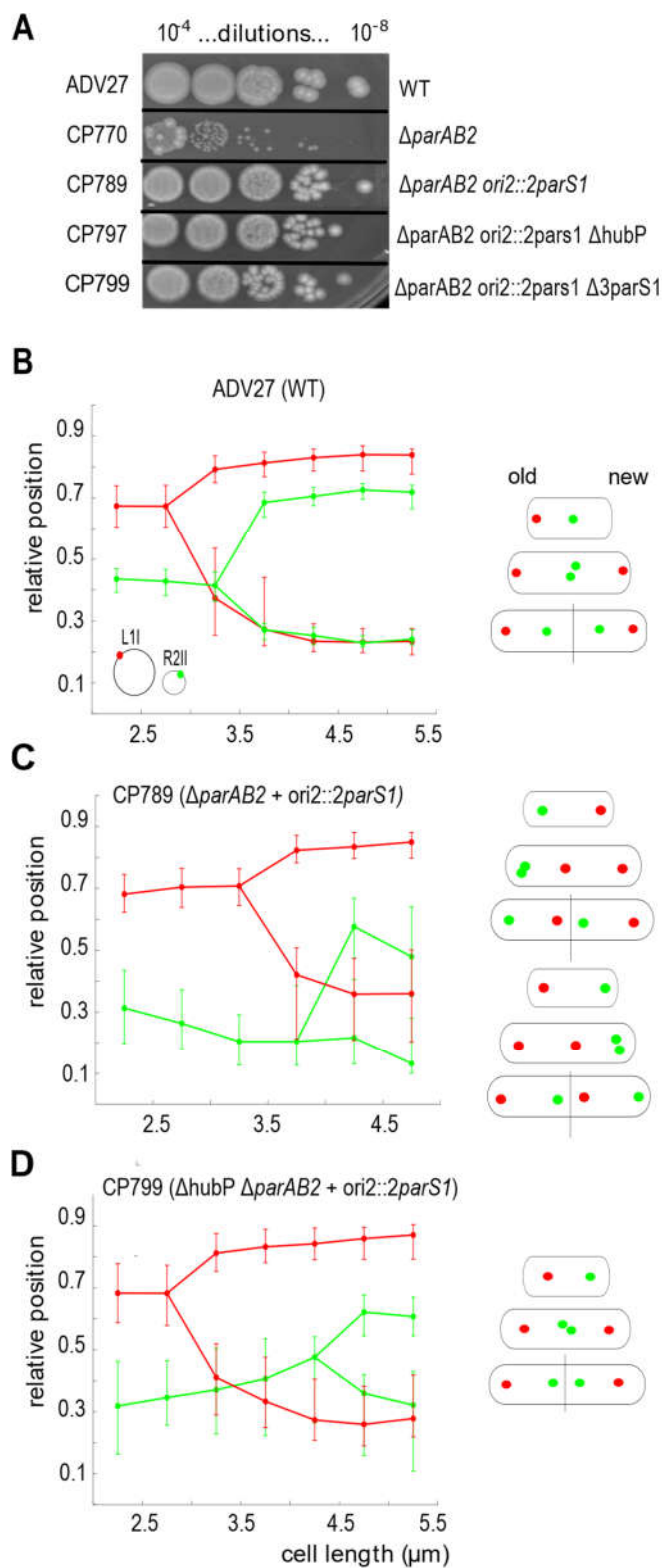 A
10-4 ...dilutions... 10-8
ADV27 WT
CP770 ΔparAB2
CP789 ΔparAB2 ori2::2parS1
CP797 ΔparAB2 ori2::2pars1 ΔhubP
CP799 ΔparAB2 ori2::2pars1 Δ3parS1
B
ADV27 (WT)
relative position
0.9
0.7
0.5
0.3
0.1
L1I
R2II
2.5 3.5 4.5 5.5
old new
C
CP789 (ΔparAB2 + ori2::2parS1)
relative position
0.9
0.7
0.5
0.3
0.1
2.5 3.5 4.5
D
CP799 (ΔhubP ΔparAB2 + ori2::2parS1)
relative position
0.9
0.7
0.5
0.3
0.1
2.5 3.5 4.5 5.5
cell length (µm)